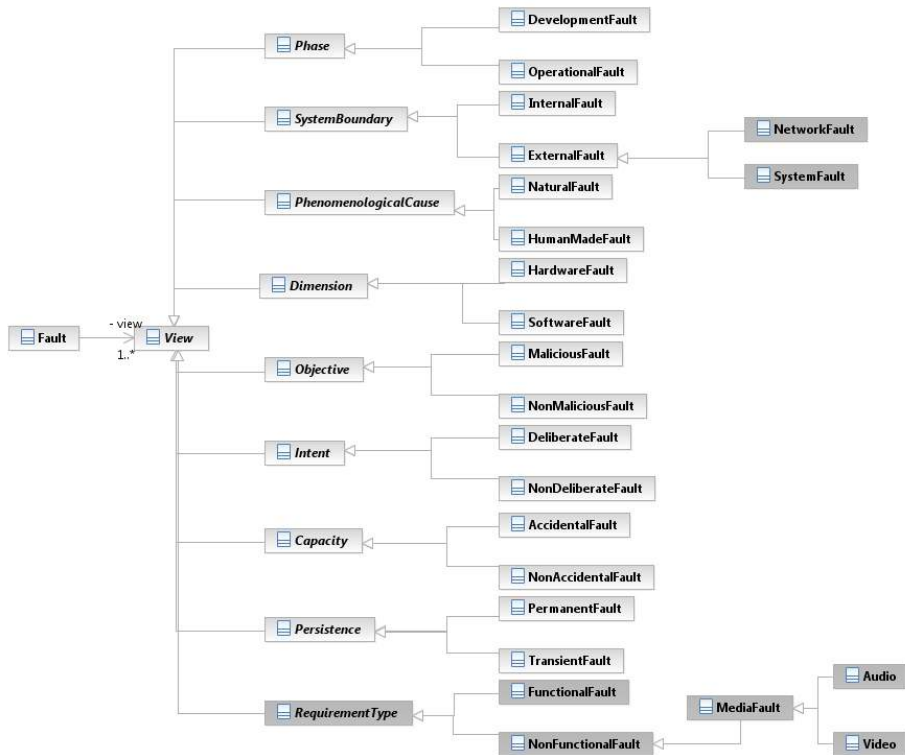 DevelopmentFault
Phase
OperationalFault
InternalFault
SystemBoundary
NetworkFault
ExternalFault
SystemFault
NaturalFault
PhenomenologicalCause
HumanMadeFault
HardwareFault
Dimension
SoftwareFault
- view
Fault
View
1..*
MaliciousFault
Objective
NonMaliciousFault
DeliberateFault
Intent
NonDeliberateFault
AccidentalFault
Capacity
NonAccidentalFault
PermanentFault
Persistence
TransientFault
Audio
FunctionalFault
RequirementType
MediaFault
NonFunctionalFault
Video